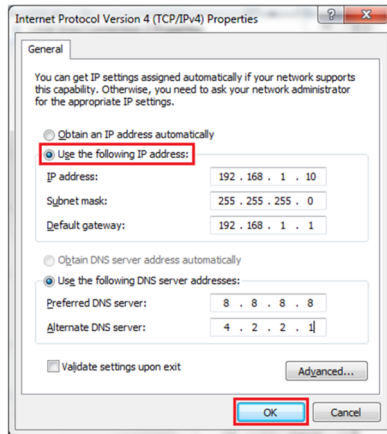 Internet Protocol Version 4 (TCP/IPv4) Properties
General
You can get IP settings assigned automatically if your network supports
this capability. Otherwise, you need to ask your network administrator
for the appropriate IP settings.
Obtain an IP address automatically
Use the following IP address:
IP address: 192 . 168 . 1 . 10
Subnet mask: 255 . 255 . 255 . 0
Default gateway: 192 . 168 . 1 . 1
Obtain DNS server address automatically
Use the following DNS server addresses:
Preferred DNS server: 8 . 8 . 8 . 8
Alternate DNS server: 4 . 2 . 2 . 1
Validate settings upon exit
Advanced...
OK Cancel